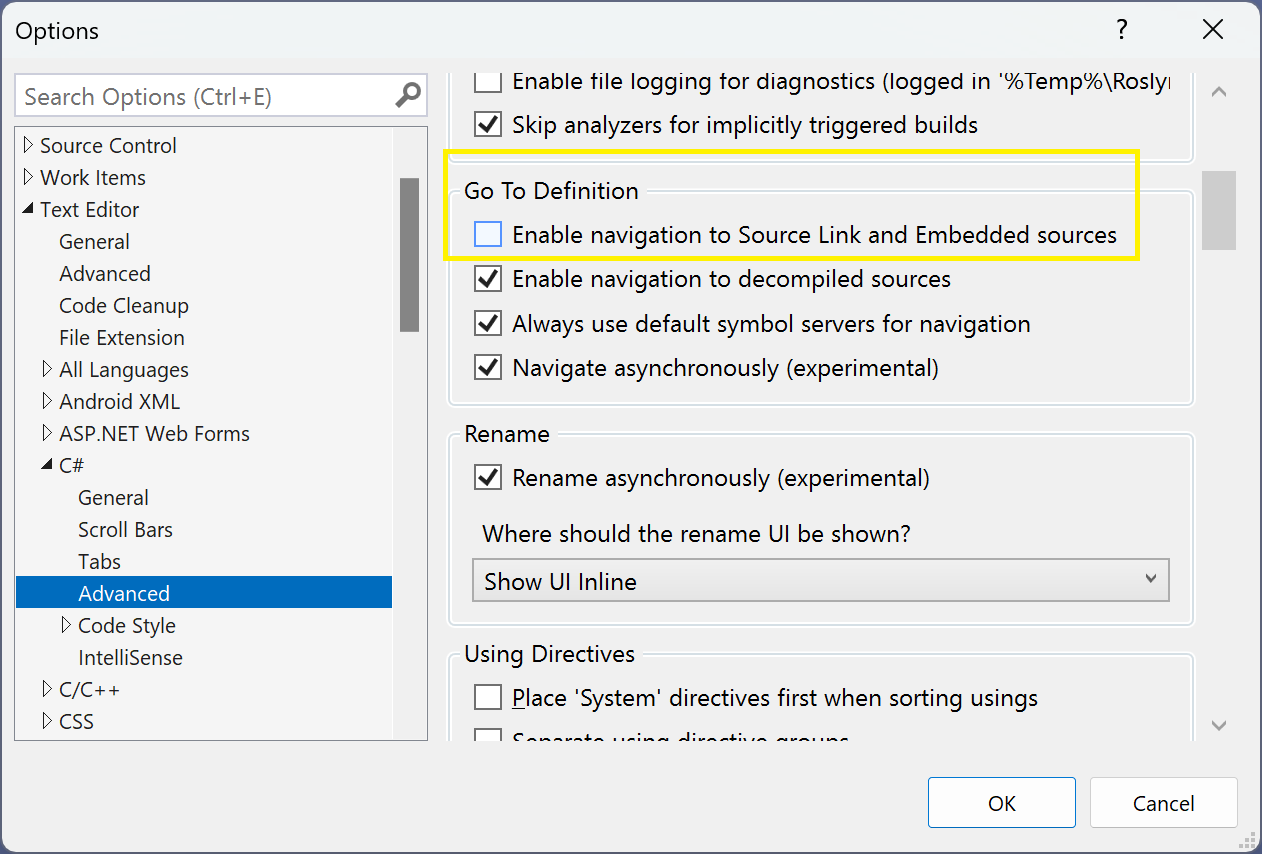 Options
?
Search Options (Ctrl+E)
Source Control
Work Items
Text Editor
General
Advanced
Code Cleanup
File Extension
All Languages
Android XML
ASP.NET Web Forms
C#
General
Scroll Bars
Tabs
Advanced
Code Style
IntelliSense
C/C++
CSS
Enable file logging for diagnostics (logged in '%Temp%\Roslyn
Skip analyzers for implicitly triggered builds
Go To Definition
Enable navigation to Source Link and Embedded sources
Enable navigation to decompiled sources
Always use default symbol servers for navigation
Navigate asynchronously (experimental)
Rename
Rename asynchronously (experimental)
Where should the rename UI be shown?
Show UI Inline
Using Directives
Place 'System' directives first when sorting usings
Separate using directive groups
OK
Cancel